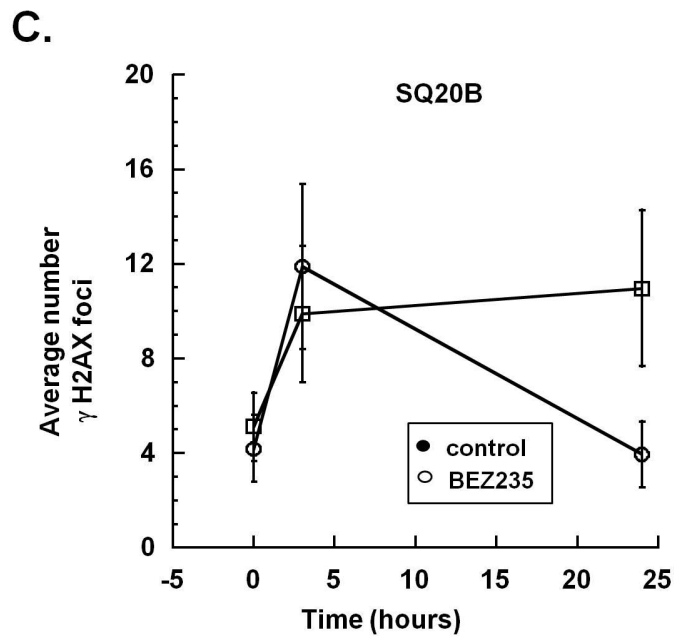 C.
SQ20B
20
16
12
8
4
0
Average number
γ H2AX foci
control
BEZ235
-5 0 5 10 15 20 25
Time (hours)